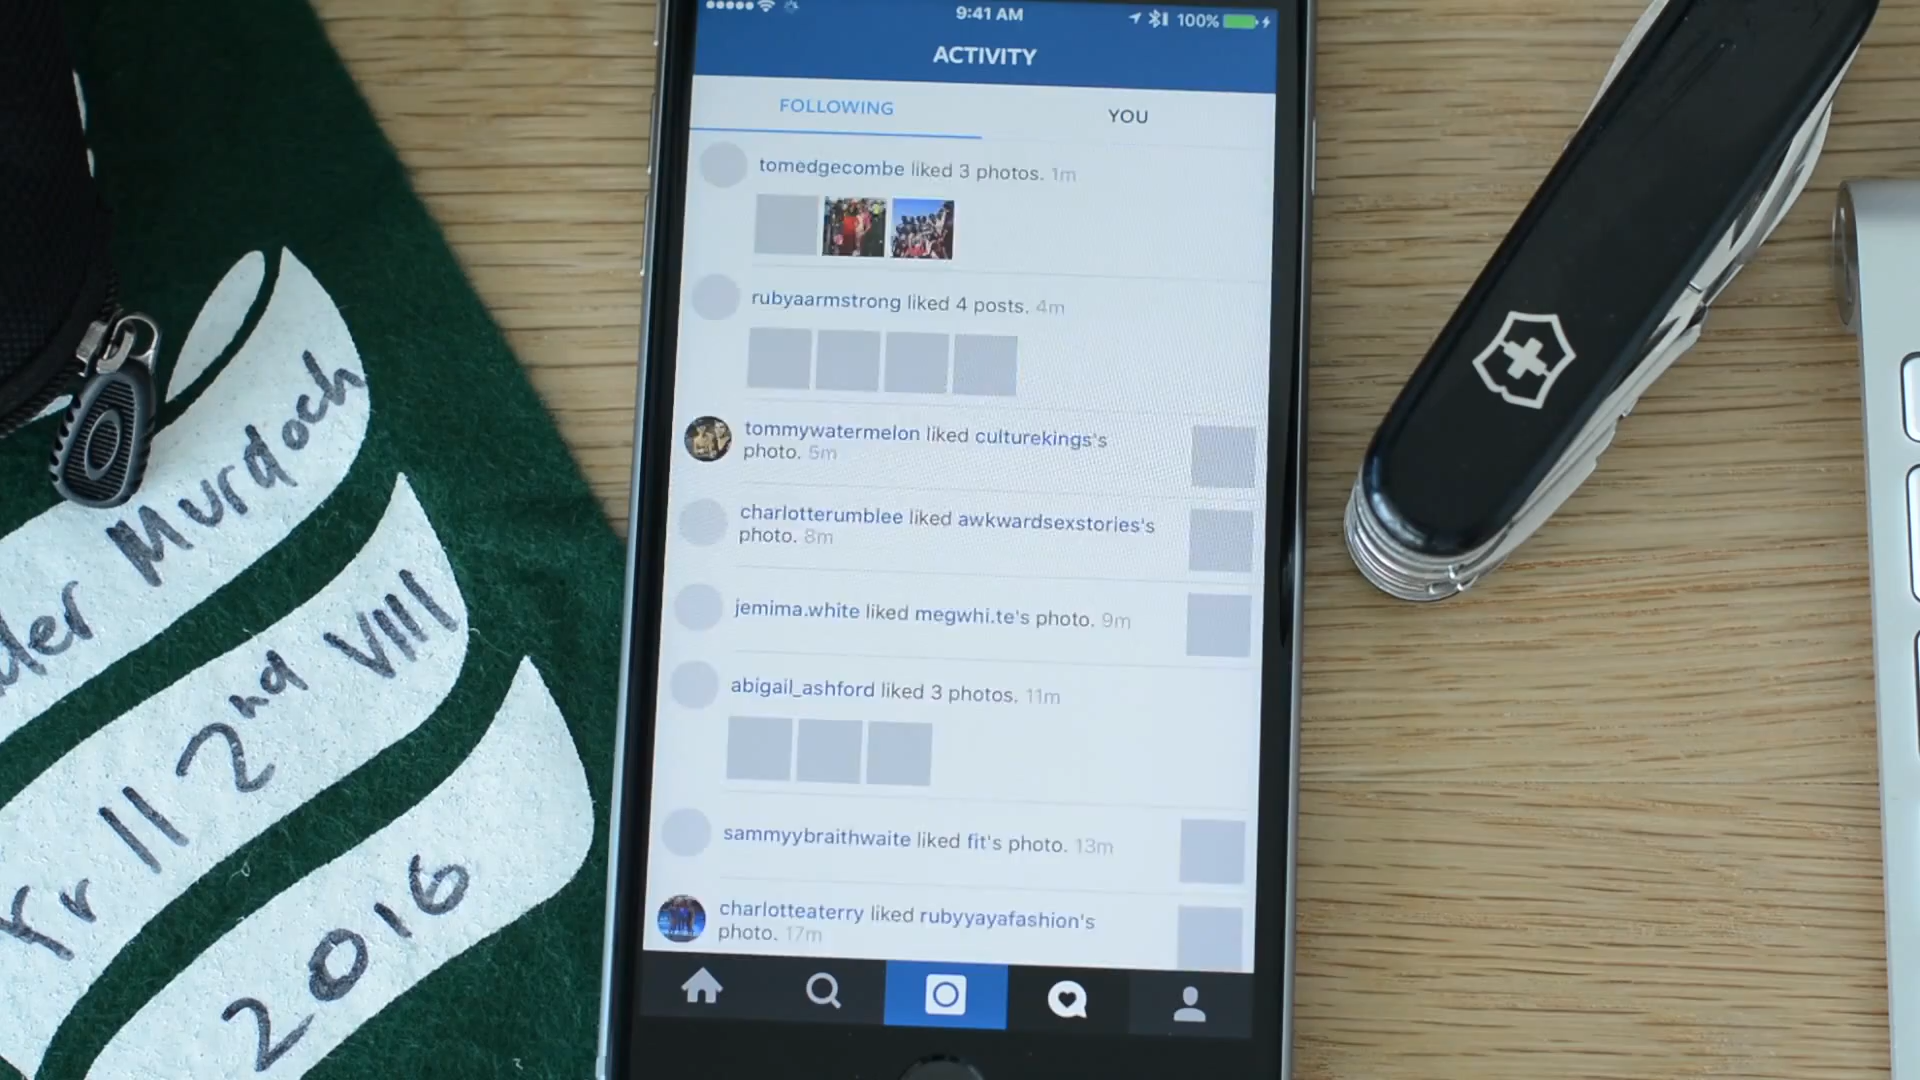 9:41 AM
100%
ACTIVITY
FOLLOWING
YOU
tomedgecombe liked 3 photos. 1m
rubyaarmstrong liked 4 posts. 4m
tommywatermelon liked culturekings's
photo. 5m
charlotterumblee liked awkwardsexstories's
photo. 8m
jemima.white liked megwhi.te's photo. 9m
abigail_ashford liked 3 photos. 11m
sammyybraithwaite liked fit's photo. 13m
charlotteaterry liked rubyyayafashion's
photo. 17m
Murdoch
Yr 11 2nd VIII
2016